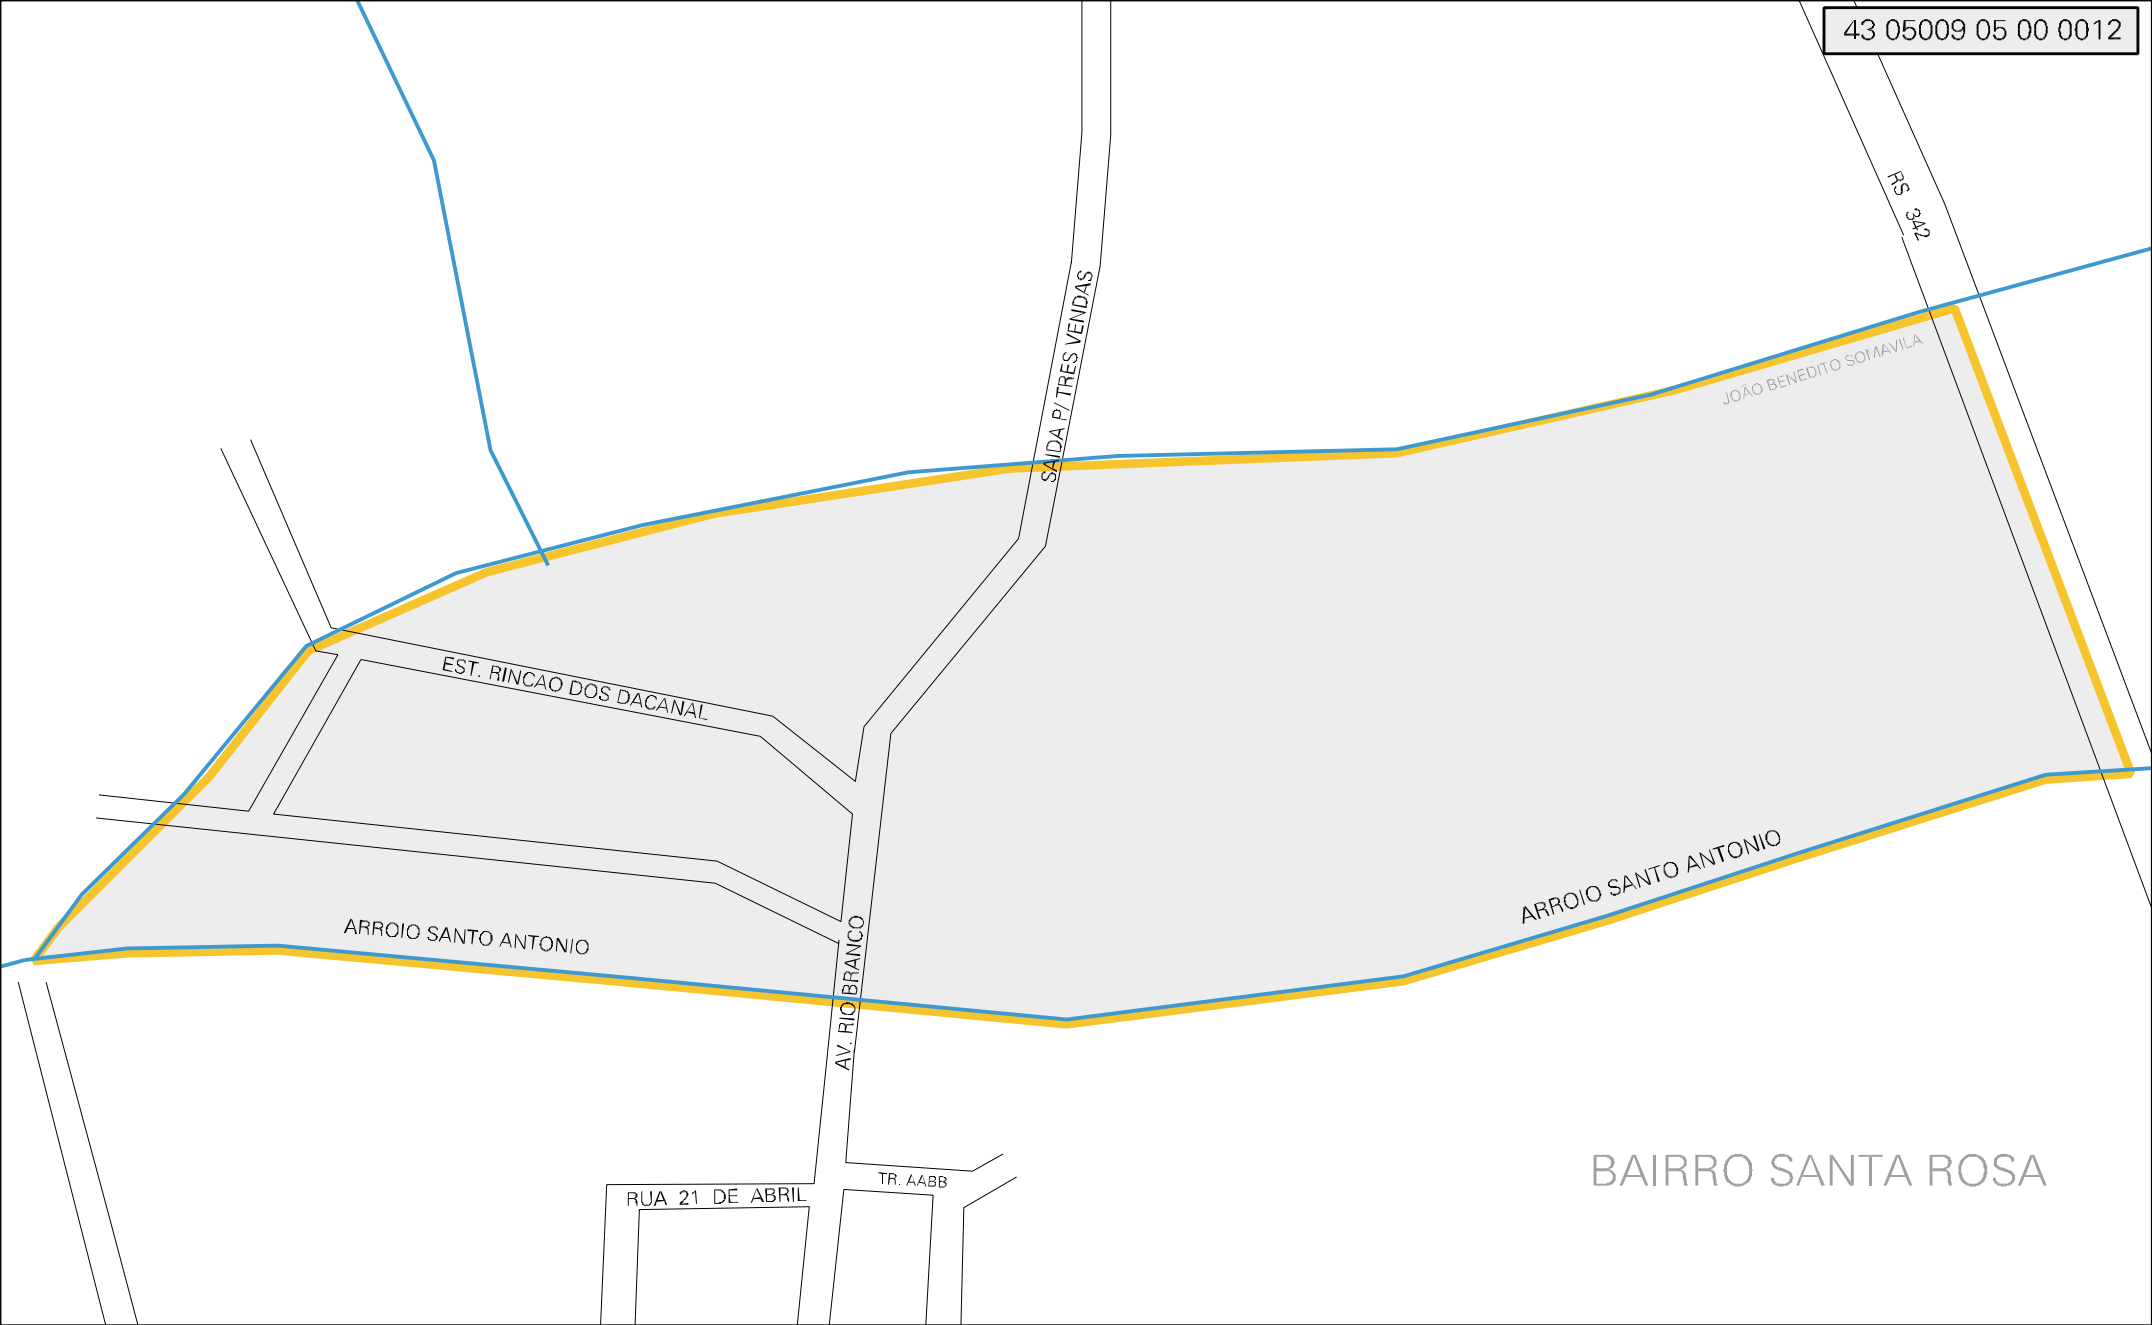 43 05009 05 00 0012
RS 342
SAIDA P/ TRES VENDAS
JOÃO BENEDITO SOMAVILA
EST. RINCAO DOS DACANAL
ARROIO SANTO ANTONIO
ARROIO SANTO ANTONIO
AV. RIO BRANCO
BAIRRO SANTA ROSA
TR. AABB
RUA 21 DE ABRIL